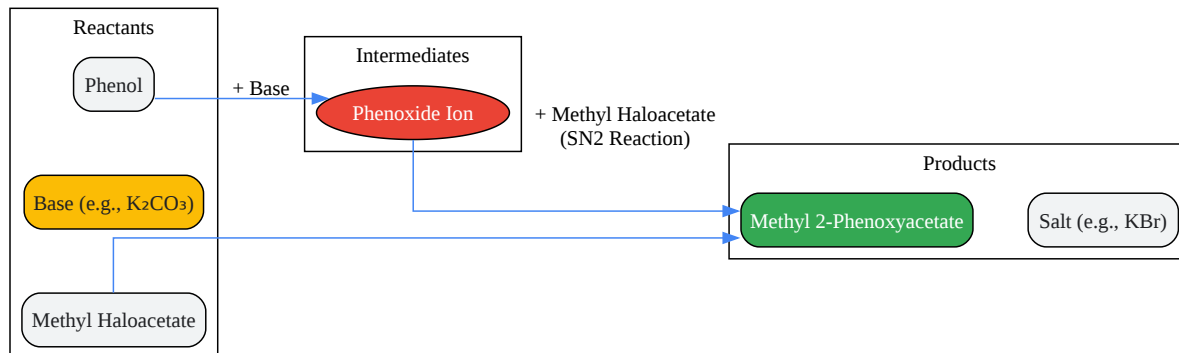 Reactants
Phenol
+ Base
Intermediates
Phenoxide Ion
+ Methyl Haloacetate
(SN2 Reaction)
Base (e.g., K₂CO₃)
Methyl Haloacetate
Products
Methyl 2-Phenoxyacetate
Salt (e.g., KBr)